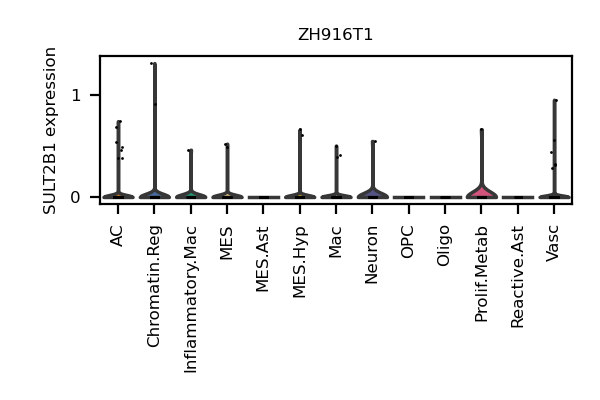 ZH916T1
SULT2B1 expression
1
0
AC
Chromatin.Reg
Inflammatory.Mac
MES
MES.Ast
MES.Hyp
Mac
Neuron
OPC
Oligo
Prolif.Metab
Reactive.Ast
Vasc